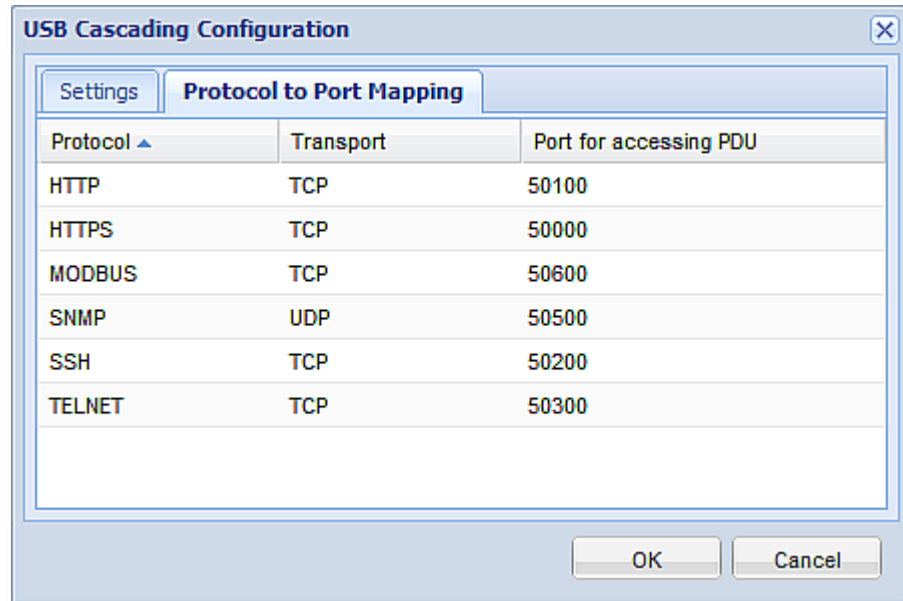 USB Cascading Configuration
Settings Protocol to Port Mapping
Protocol Transport Port for accessing PDU
HTTP TCP 50100
HTTPS TCP 50000
MODBUS TCP 50600
SNMP UDP 50500
SSH TCP 50200
TELNET TCP 50300
OK Cancel